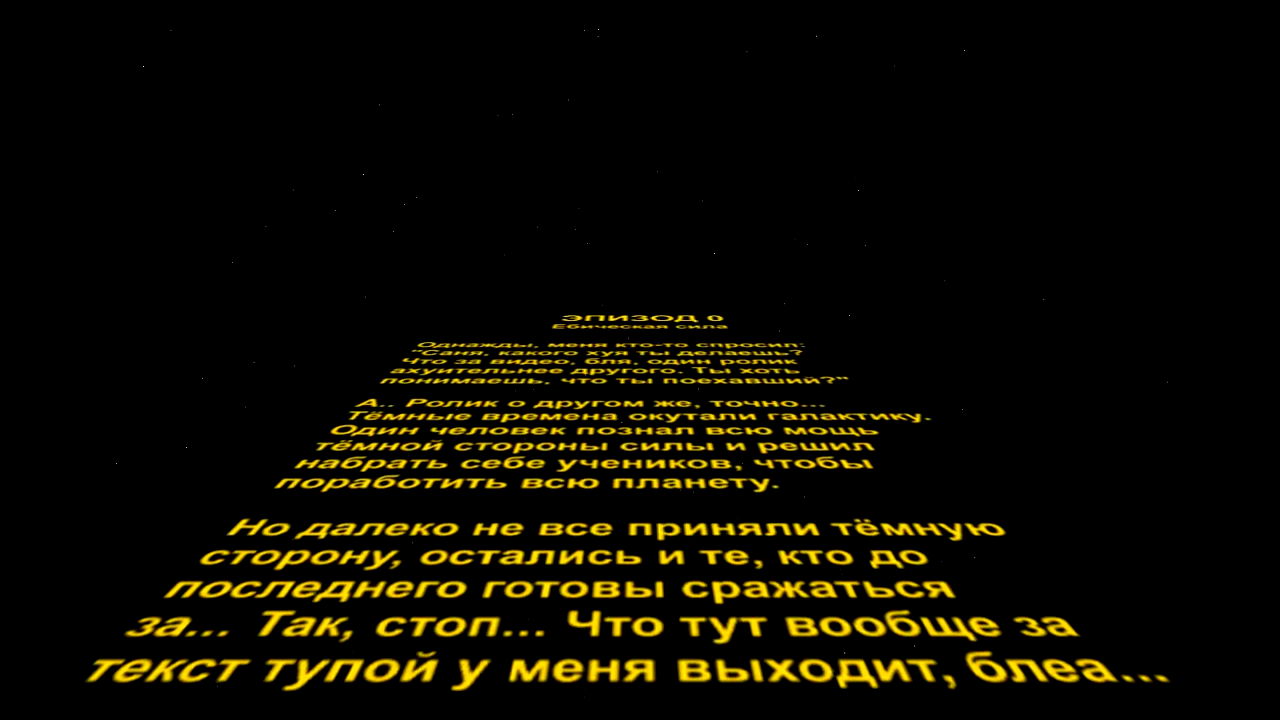 ЭПИЗОД 0
Ебическая сила
Однажды, меня кто-то спросил:
"Саня, какого хуя ты делаешь?
Что за видео, бля, один ролик
ахуительнее другого. Ты хоть
понимаешь, что ты поехавший?"
А.. Ролик о другом же, точно...
Тёмные времена окутали галактику.
Один человек познал всю мощь
тёмной стороны силы и решил
набрать себе учеников, чтобы
поработить всю планету.
Но далеко не все приняли тёмную
сторону, остались и те, кто до
последнего готовы сражаться
за... Так, стоп... Что тут вообще за
текст тупой у меня выходит, блеа...